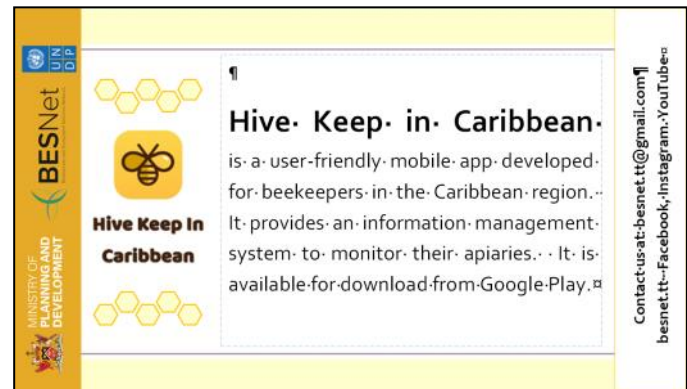 UN
DP
BESNet
MINISTRY OF
PLANNING AND
DEVELOPMENT
Hive Keep In
Caribbean
¶
Hive· Keep· in· Caribbean·
is· a· user-friendly· mobile· app· developed·
for· beekeepers· in· the· Caribbean· region.··
It· provides· an· information· management·
system· to· monitor· their· apiaries.· · It· is·
available·for·download·from·Google·Play.¤
Contact·us·at:·besnet.tt@gmail.com¶
besnet.tt·-·Facebook,·Instagram.·YouTube¤